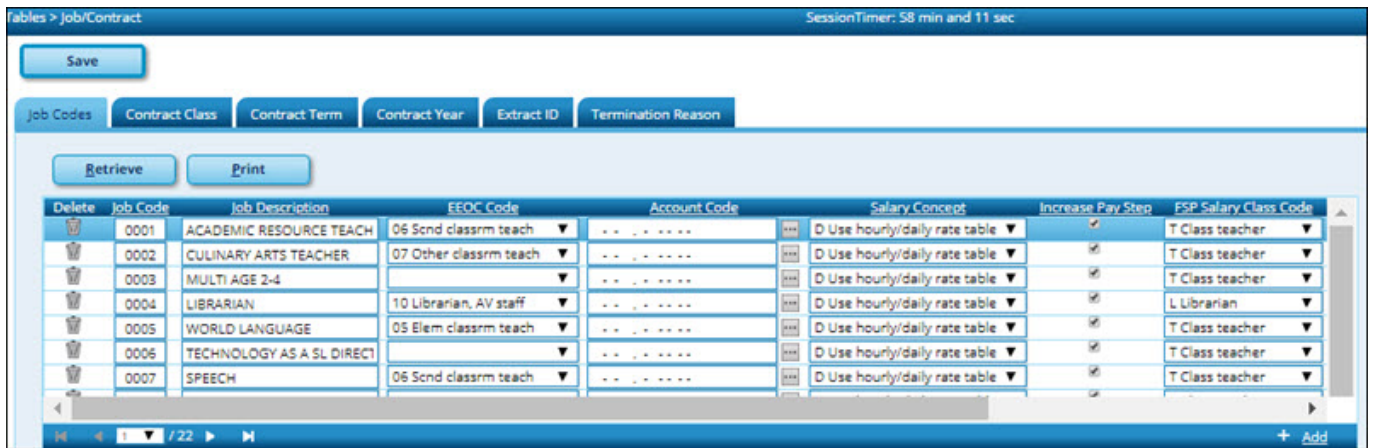 Tables > Job/Contract SessionTimer: 58 min and 11 sec
Save
Job Codes Contract Class Contract Term Contract Year Extract ID Termination Reason
Retrieve Print
Delete Job Code Job Description EEOC Code Account Code Salary Concept Increase Pay Step FSP Salary Class Code
0001 ACADEMIC RESOURCE TEACH 06 Scnd classrm teach D Use hourly/daily rate table T Class teacher
0002 CULINARY ARTS TEACHER 07 Other classrm teach D Use hourly/daily rate table T Class teacher
0003 MULTI AGE 2-4 D Use hourly/daily rate table T Class teacher
0004 LIBRARIAN 10 Librarian, AV staff D Use hourly/daily rate table L Librarian
0005 WORLD LANGUAGE 05 Elem classrm teach D Use hourly/daily rate table T Class teacher
0006 TECHNOLOGY AS A SL DIRECT D Use hourly/daily rate table T Class teacher
0007 SPEECH 06 Scnd classrm teach D Use hourly/daily rate table T Class teacher
1 / 22 + Add